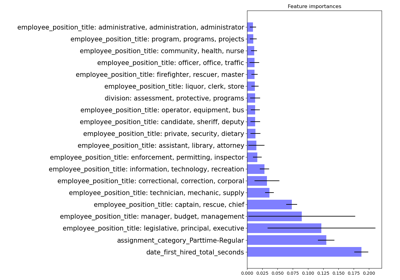 Feature importances
employee_position_title: administrative, administration, administrator
employee_position_title: program, programs, projects
employee_position_title: community, health, nurse
employee_position_title: officer, office, traffic
employee_position_title: firefighter, rescuer, master
employee_position_title: liquor, clerk, store
division: assessment, protective, programs
employee_position_title: operator, equipment, bus
employee_position_title: candidate, sheriff, deputy
employee_position_title: private, security, dietary
employee_position_title: assistant, library, attorney
employee_position_title: enforcement, permitting, inspector
employee_position_title: information, technology, recreation
employee_position_title: correctional, correction, corporal
employee_position_title: technician, mechanic, supply
employee_position_title: captain, rescue, chief
employee_position_title: manager, budget, management
employee_position_title: legislative, principal, executive
assignment_category_Parttime-Regular
date_first_hired_total_seconds
0.000 0.025 0.050 0.075 0.100 0.125 0.150 0.175 0.200